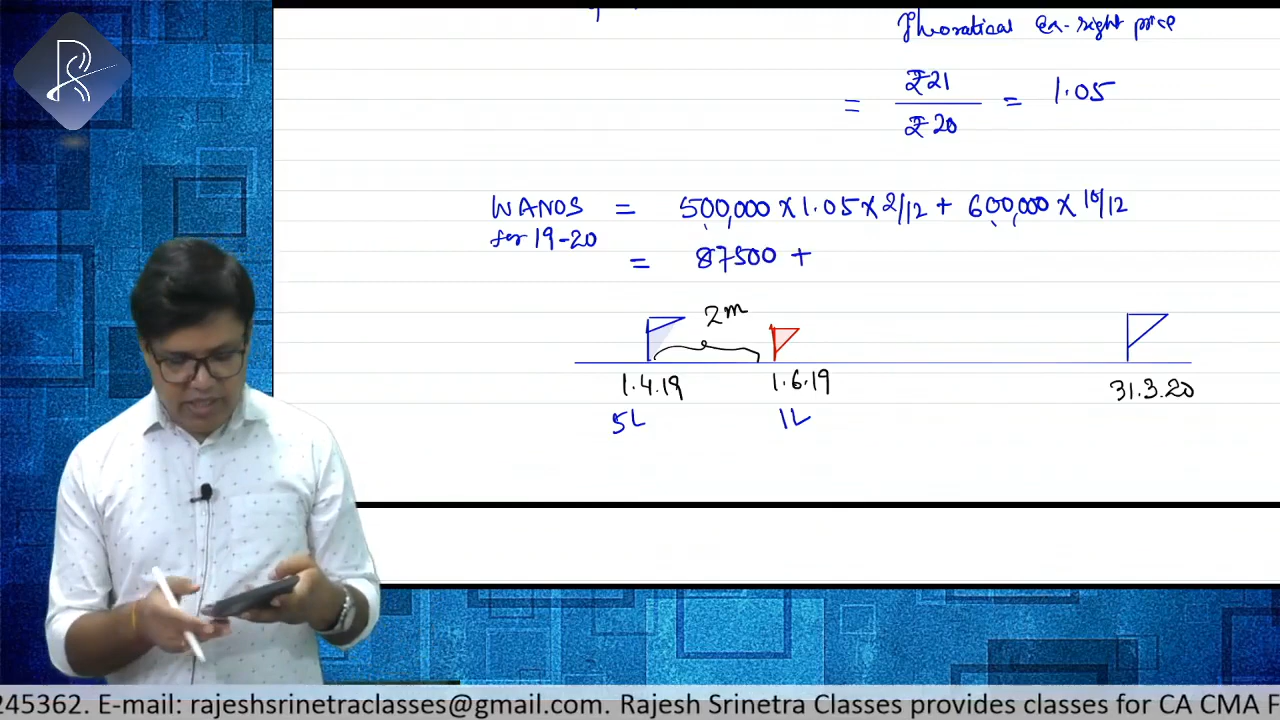 Theoratical Ex-right price
= ₹21 / ₹20 = 1.05
WANOS = 500,000 x 1.05 x 2/12 + 600,000 x 10/12
for 19-20
= 87500 +
2m
1.4.19 1.6.19 31.3.20
5L 1L
245362. E-mail: rajeshsrinetraclasses@gmail.com. Rajesh Srinetra Classes provides classes for CA CMA F